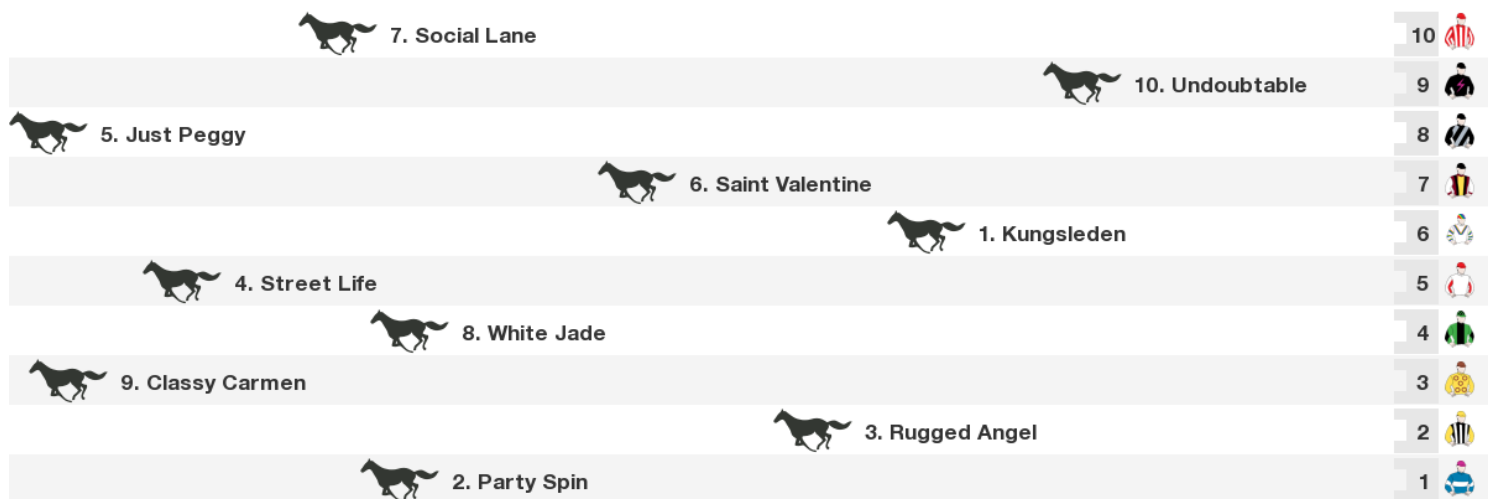 7. Social Lane 10
10. Undoubtable 9
5. Just Peggy 8
6. Saint Valentine 7
1. Kungsleden 6
4. Street Life 5
8. White Jade 4
9. Classy Carmen 3
3. Rugged Angel 2
2. Party Spin 1